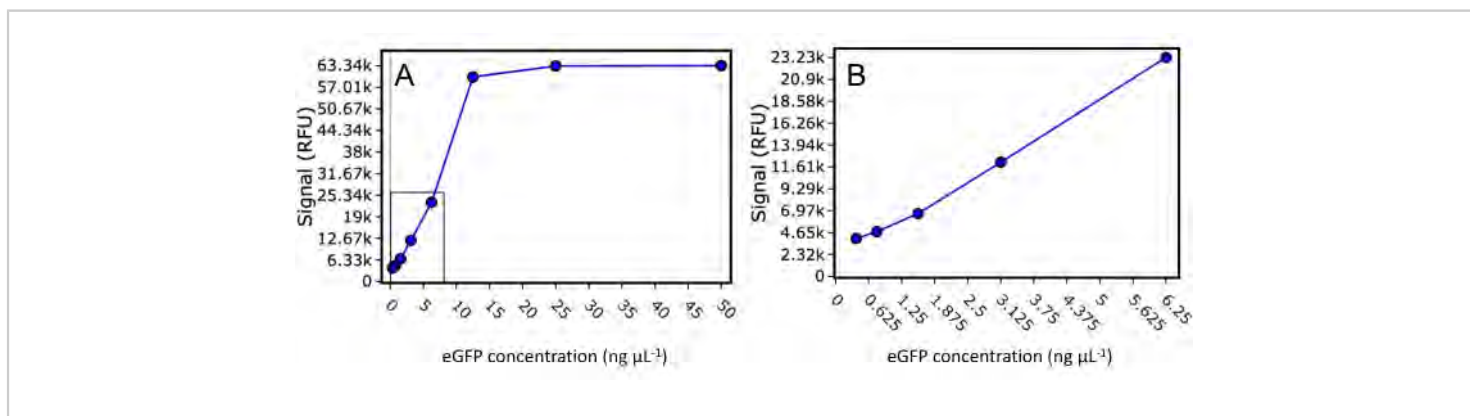 A
Signal (RFU)
63.34k
57.01k
50.67k
44.34k
38k
31.67k
25.34k
19k
12.67k
6.33k
0
0
5
10
15
20
25
30
35
40
45
50
eGFP concentration (ng µL-1)
B
Signal (RFU)
23.23k
20.9k
18.58k
16.26k
13.94k
11.61k
9.29k
6.97k
4.65k
2.32k
0
0
0.625
1.25
1.875
2.5
3.125
3.75
4.375
5
5.625
6.25
eGFP concentration (ng µL-1)